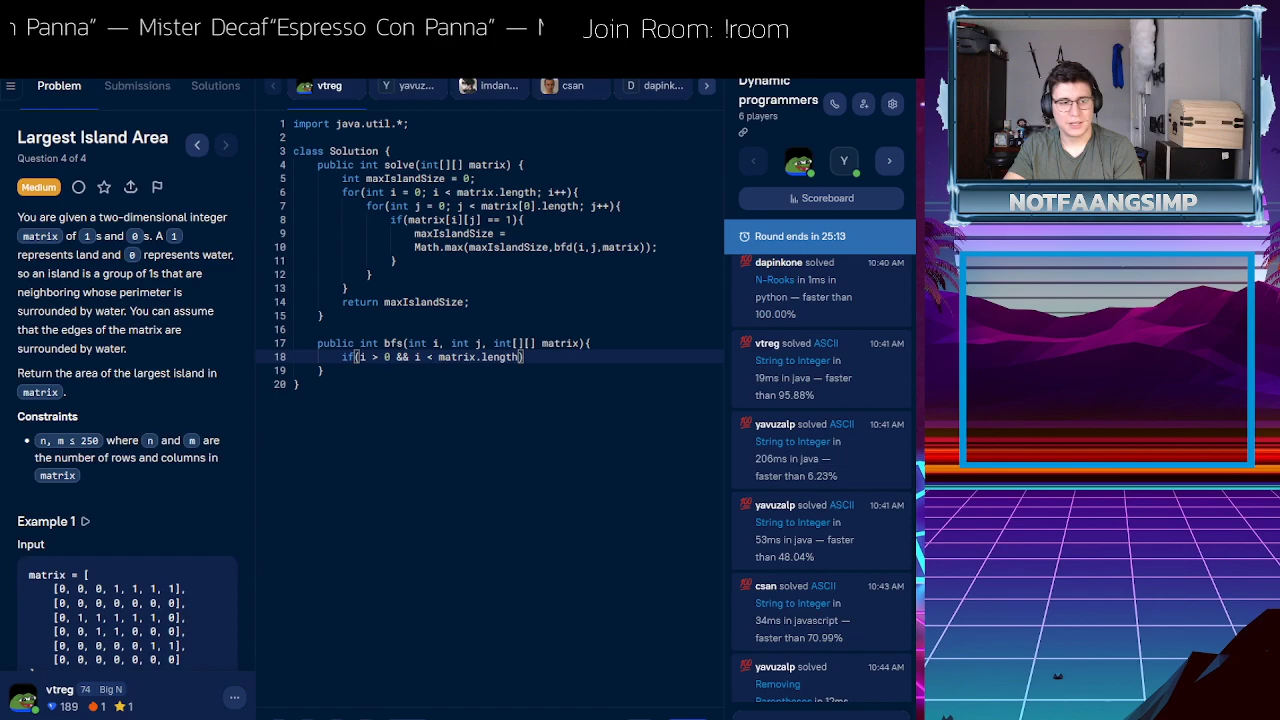 n Panna” — Mister Decaf“Espresso Con Panna” — M
Join Room: !room
Problem
Submissions
Solutions
vtreg
Y yavuz...
imdan...
csan
D dapink...
Largest Island Area
Question 4 of 4
Medium
You are given a two-dimensional integer
matrix of 1s and 0s. A 1
represents land and 0 represents water,
so an island is a group of 1s that are
neighboring whose perimeter is
surrounded by water. You can assume
that the edges of the matrix are
surrounded by water.
Return the area of the largest island in
matrix.
Constraints
n, m ≤ 250 where n and m are
the number of rows and columns in
matrix
Example 1
Input
matrix = [
[0, 0, 0, 1, 1, 1, 1],
[0, 0, 0, 0, 0, 0, 0],
[0, 1, 1, 1, 1, 1, 0],
[0, 0, 0, 0, 0, 0, 0],
[0, 0, 0, 0, 0, 1, 1],
[0, 0, 0, 0, 0, 0, 0]
vtreg 74 Big N
189 1 1
1 import java.util.*;
2
3 class Solution {
4 public int solve(int[][] matrix) {
5 int maxIslandSize = 0;
6 for(int i = 0; i < matrix.length; i++){
7 for(int j = 0; j < matrix[0].length; j++){
8 if(matrix[i][j] == 1){
9 maxIslandSize =
10 Math.max(maxIslandSize,bfd(i,j,matrix));
11 }
12 }
13 }
14 return maxIslandSize;
15 }
16
17 public int bfs(int i, int j, int[][] matrix){
18 if(i > 0 && i < matrix.length)
19 }
20 }
Dynamic
programmers
6 players
Y
Scoreboard
Round ends in 25:13
dapinkone solved 10:40 AM
N-Rooks in 1ms in
python — faster than
100.00%
vtreg solved ASCII 10:41 AM
String to Integer in
19ms in java — faster
than 95.88%
yavuzalp solved ASCII 10:41 AM
String to Integer in
206ms in java —
faster than 6.23%
yavuzalp solved ASCII 10:41 AM
String to Integer in
53ms in java — faster
than 48.04%
csan solved ASCII 10:43 AM
String to Integer in
34ms in javascript —
faster than 70.99%
yavuzalp solved 10:44 AM
Removing
NOTFAANGSIMP